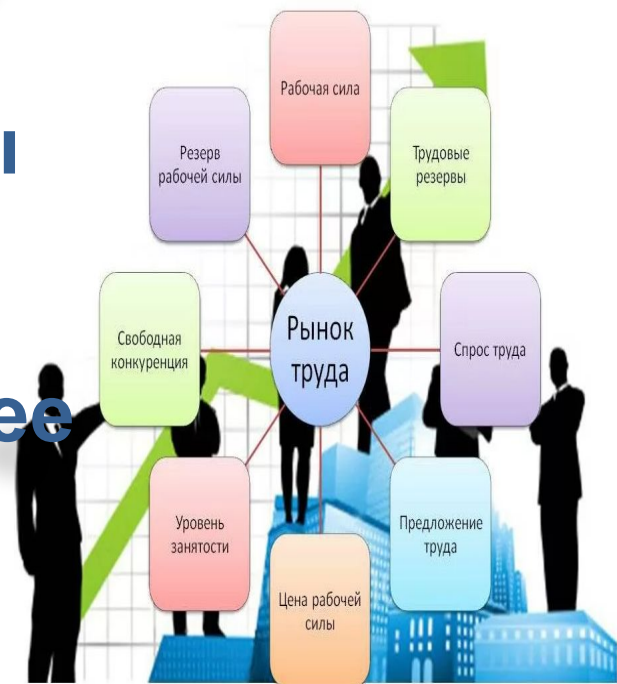 ы
ее
Рабочая сила
Трудовые
резервы
Спрос труда
Предложение
труда
Цена рабочей
силы
Уровень
занятости
Свободная
конкуренция
Резерв
рабочей силы
Рынок
труда